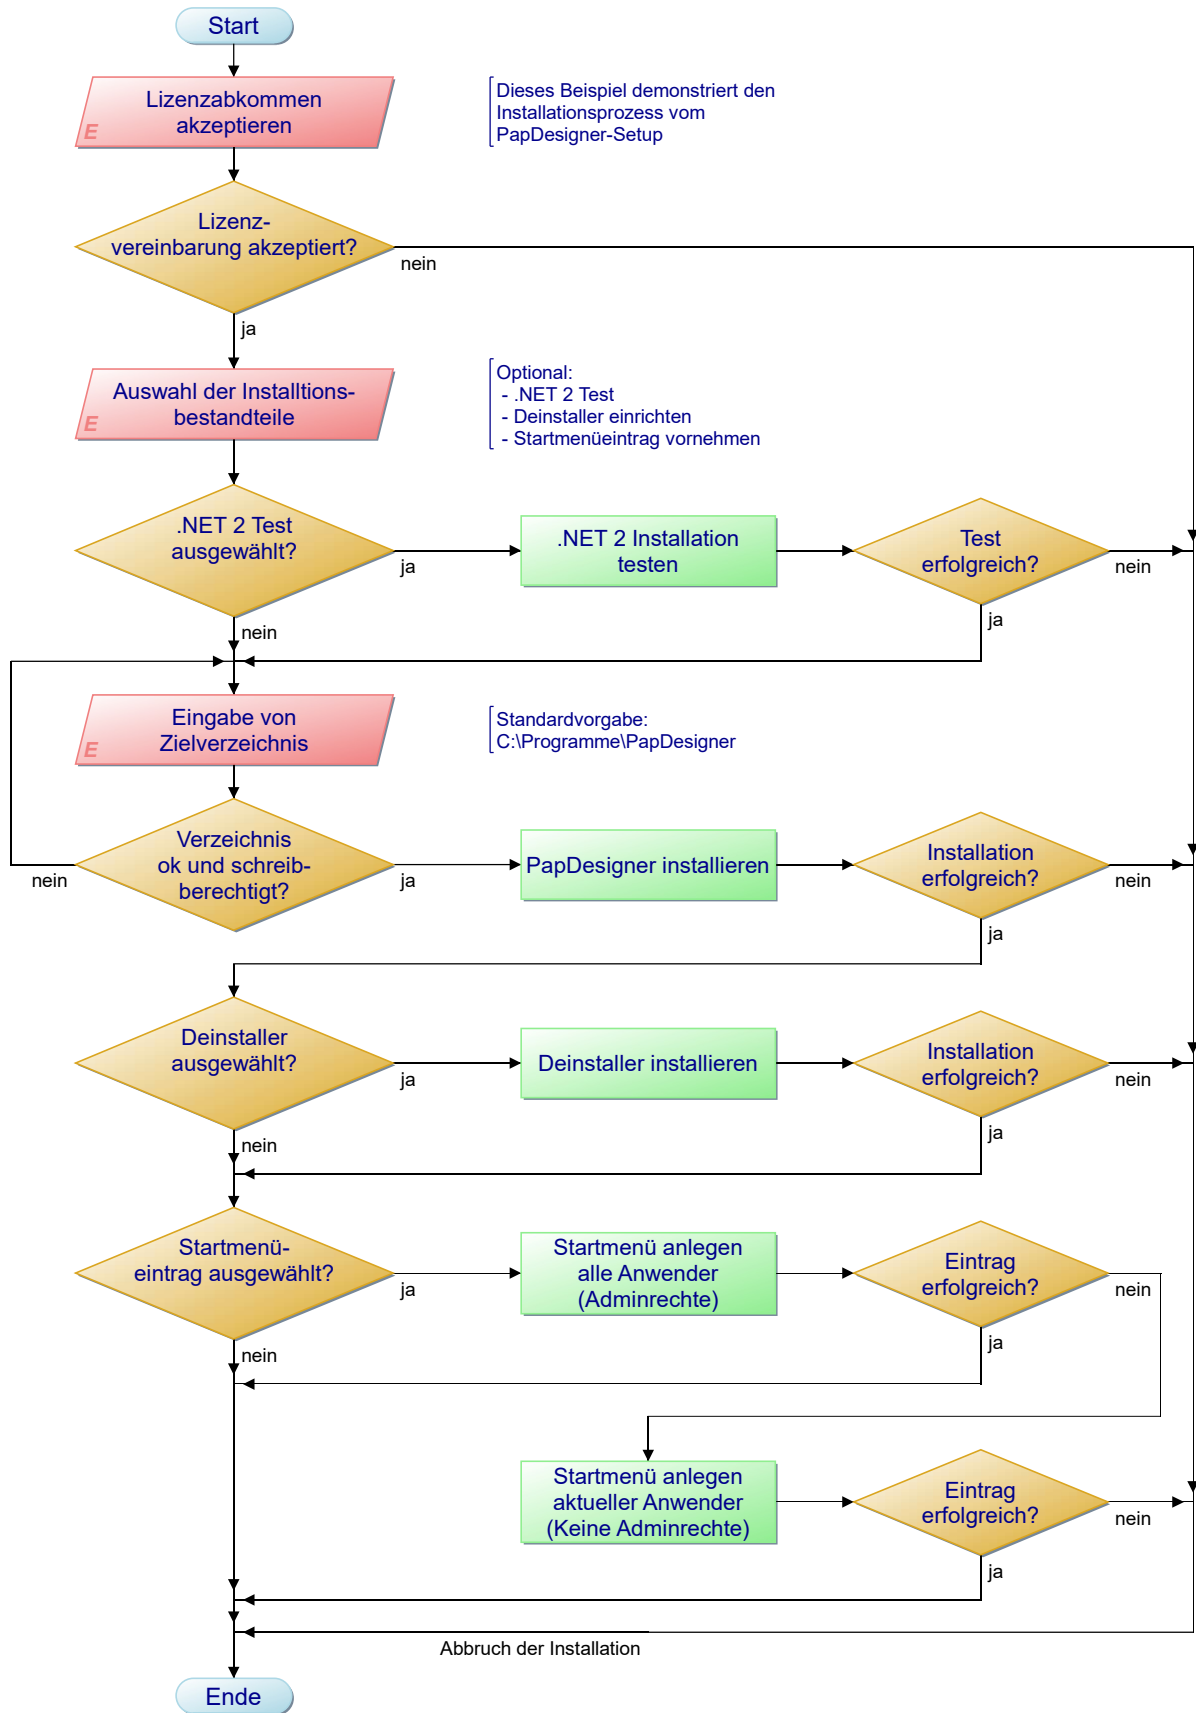 Start
Lizenzabkommen
akzeptieren
E
Dieses Beispiel demonstriert den
Installationsprozess vom
PapDesigner-Setup
Lizenz-
vereinbarung akzeptiert?
nein
ja
Auswahl der Installtions-
bestandteile
E
Optional:
- .NET 2 Test
- Deinstaller einrichten
- Startmenüeintrag vornehmen
.NET 2 Test
ausgewählt?
ja
nein
.NET 2 Installation
testen
Test
erfolgreich?
nein
ja
Eingabe von
Zielverzeichnis
E
Standardvorgabe:
C:\Programme\PapDesigner
Verzeichnis
ok und schreib-
berechtigt?
nein
ja
PapDesigner installieren
Installation
erfolgreich?
nein
ja
Deinstaller
ausgewählt?
ja
nein
Deinstaller installieren
Installation
erfolgreich?
nein
ja
Startmenü-
eintrag ausgewählt?
ja
nein
Startmenü anlegen
alle Anwender
(Adminrechte)
Eintrag
erfolgreich?
nein
ja
Startmenü anlegen
aktueller Anwender
(Keine Adminrechte)
Eintrag
erfolgreich?
nein
ja
Abbruch der Installation
Ende